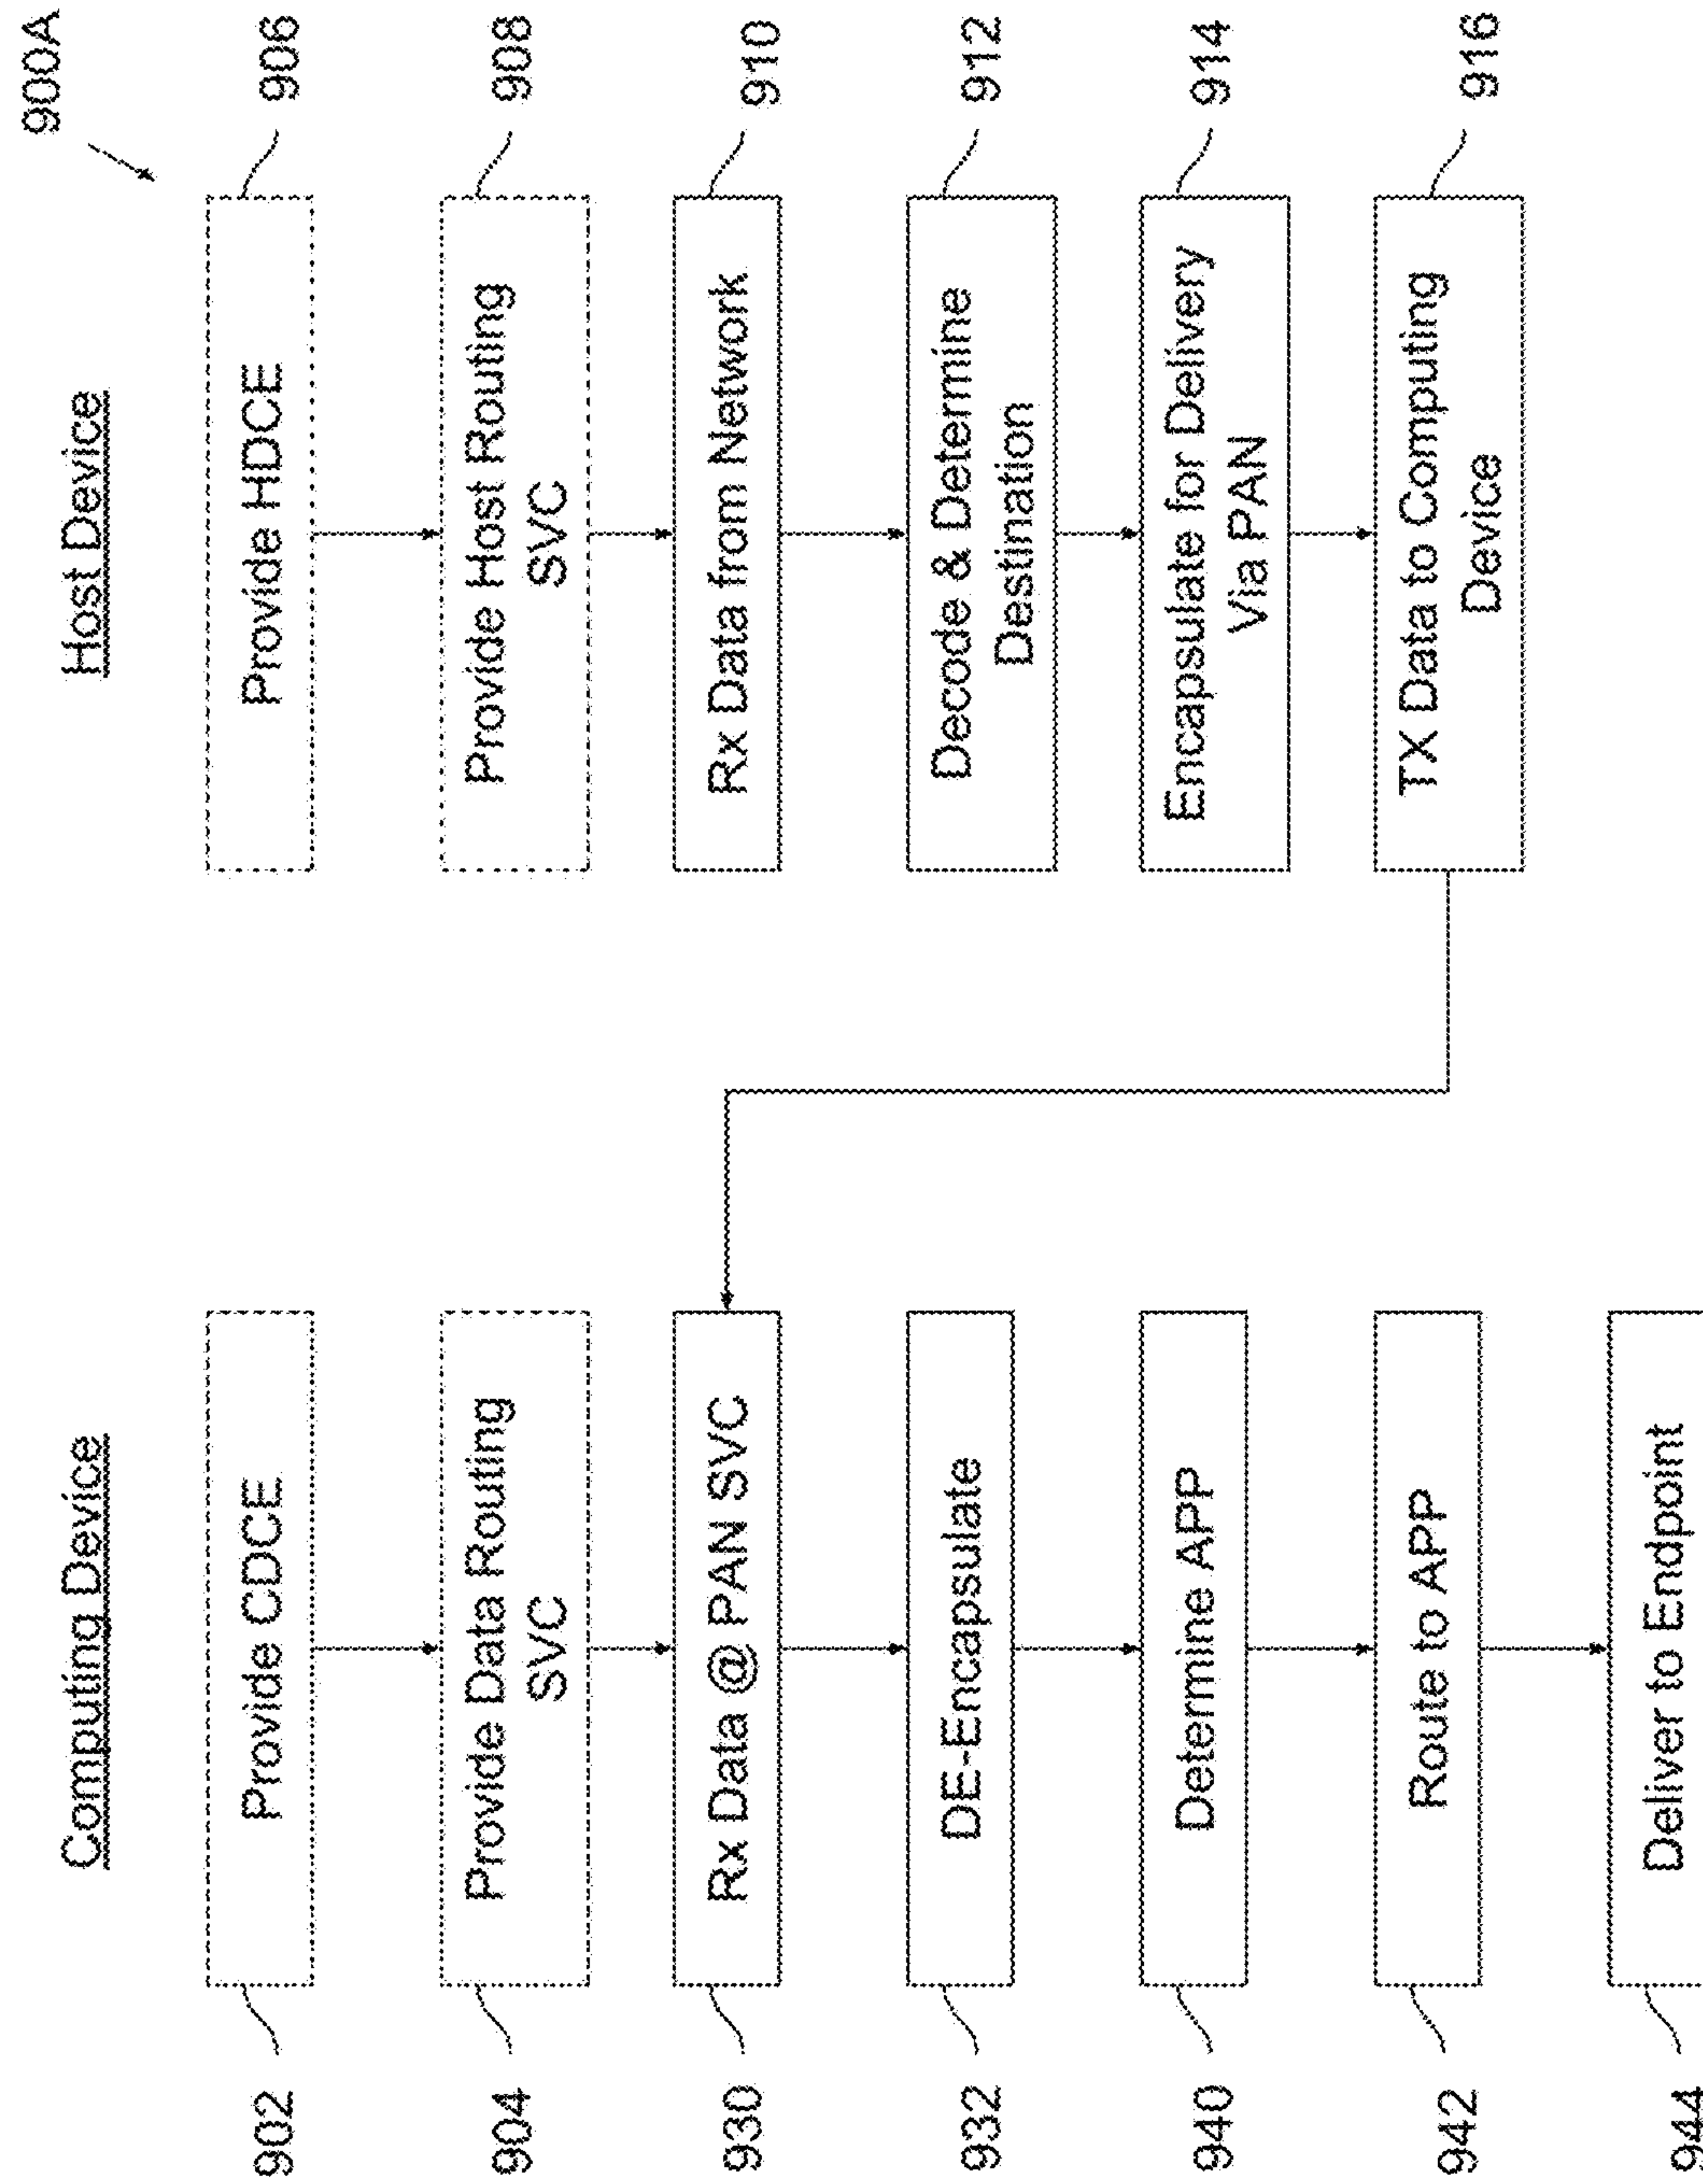 900A
Computing Device
Host Device
902
Provide CDCE
Provide HDCE
906
904
Provide Data Routing
SVC
Provide Host Routing
SVC
908
930
Rx Data @ PAN SVC
Rx Data from Network
910
932
DE-Encapsulate
Decode & Determine
Destination
912
940
Determine APP
Encapsulate for Delivery
Via PAN
914
942
Route to APP
TX Data to Computing
Device
916
944
Deliver to Endpoint